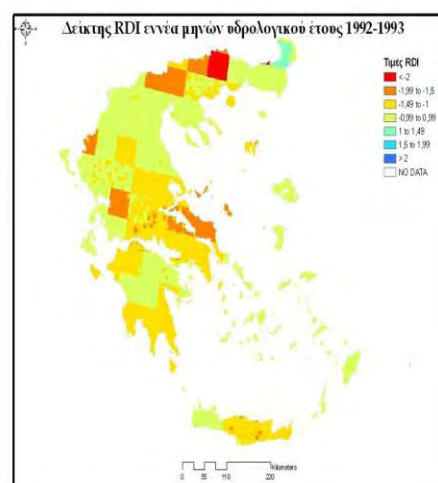 Δείκτης RDI εννέα μηνών υδρολογικού έτους 1992-1993
Τιμές RDI
< -2
-1,99 to -1,5
-1,49 to -1
-0,99 to 0,99
1 to 1,49
1,5 to 1,99
> 2
NO DATA
Kilometers
0 55 110 220